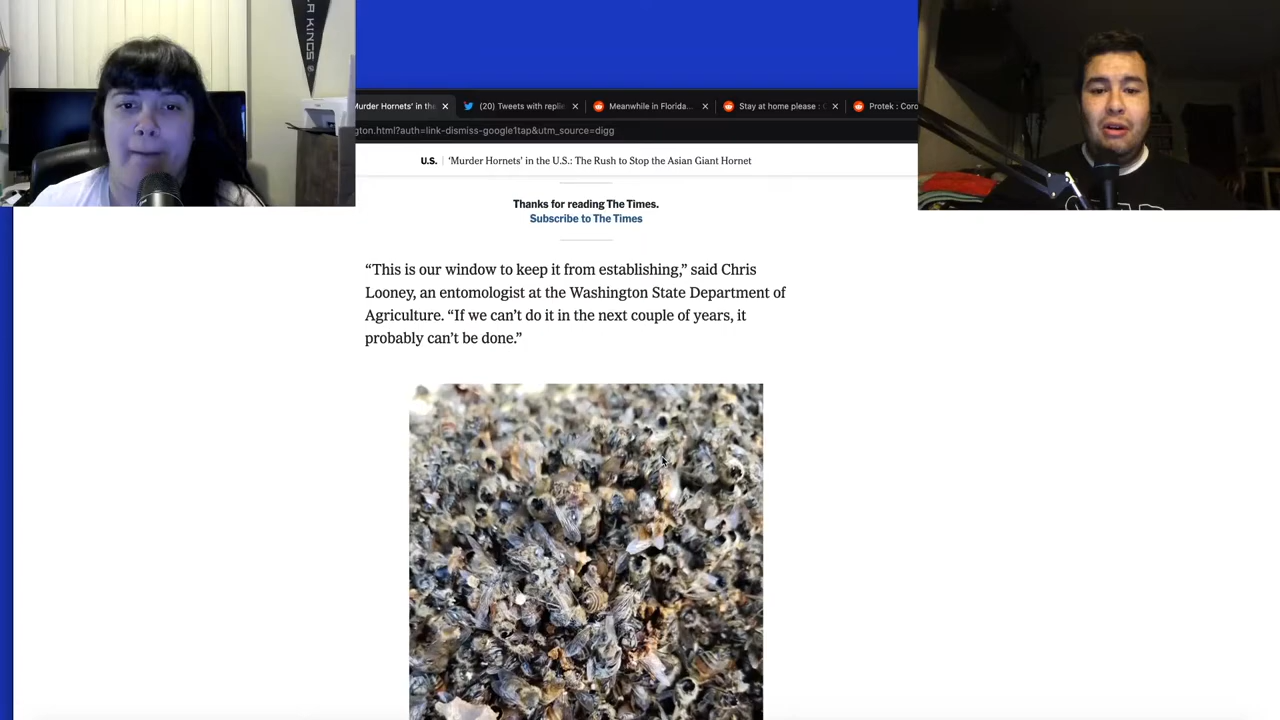 A KINGS
Murder Hornets' in the
(20) Tweets with replie
Meanwhile in Florida...
Stay at home please :
Protek : Coro
gton.html?auth=link-dismiss-google1tap&utm_source=digg
U.S. 'Murder Hornets' in the U.S.: The Rush to Stop the Asian Giant Hornet
Thanks for reading The Times.
Subscribe to The Times
“This is our window to keep it from establishing,” said Chris
Looney, an entomologist at the Washington State Department of
Agriculture. “If we can’t do it in the next couple of years, it
probably can’t be done.”